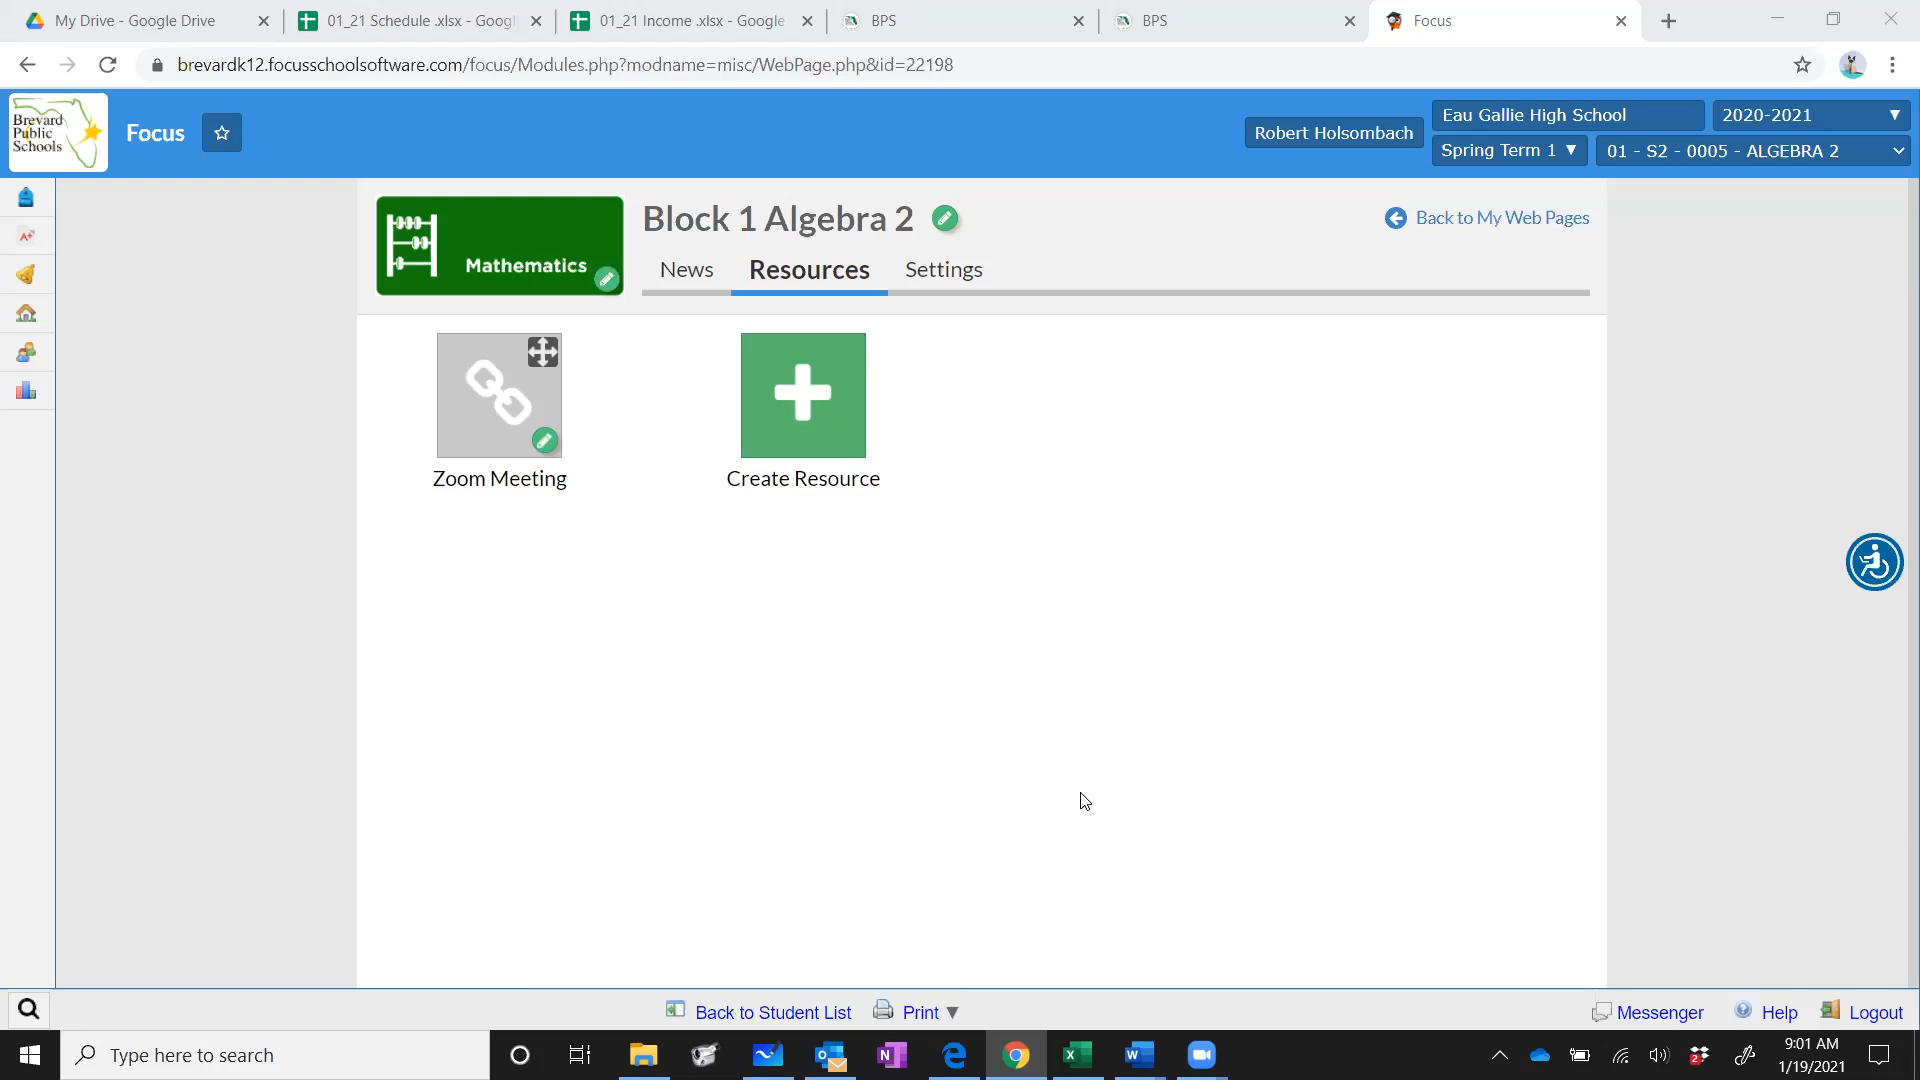 My Drive - Google Drive
01_21 Schedule .xlsx - Googl
01_21 Income .xlsx - Google
BPS
BPS
Focus
brevardk12.focusschoolsoftware.com/focus/Modules.php?modname=misc/WebPage.php&id=22198
Brevard
Public
Schools
Focus
Robert Holsombach
Eau Gallie High School
2020-2021
Spring Term 1
01 - S2 - 0005 - ALGEBRA 2
A+
Mathematics
Block 1 Algebra 2
Back to My Web Pages
News
Resources
Settings
Zoom Meeting
Create Resource
Back to Student List
Print
Messenger
Help
Logout
Type here to search
2
9:01 AM
1/19/2021